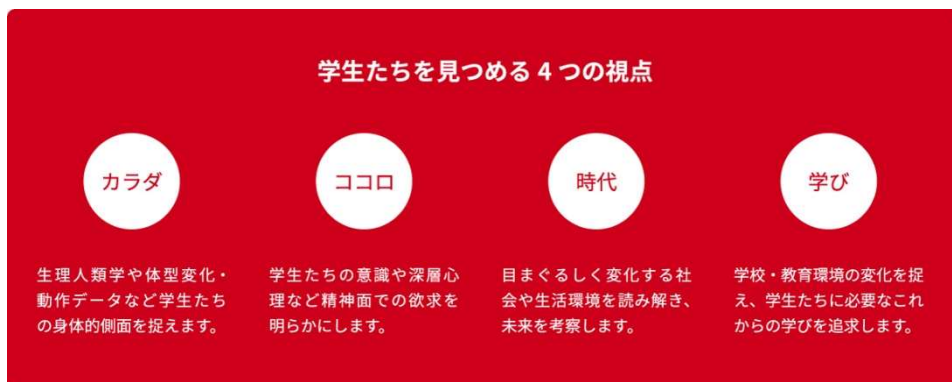 学生たちを見つめる4つの視点
カラダ
生理人類学や体型変化・
動作データなど学生たち
の身体的側面を捉えます。
ココロ
学生たちの意識や深層心
理など精神面での欲求を
明らかにします。
時代
目まぐるしく変化する社
会や生活環境を読み解き、
未来を考察します。
学び
学校・教育環境の変化を捉
え、学生たちに必要なこれ
からの学びを追求します。